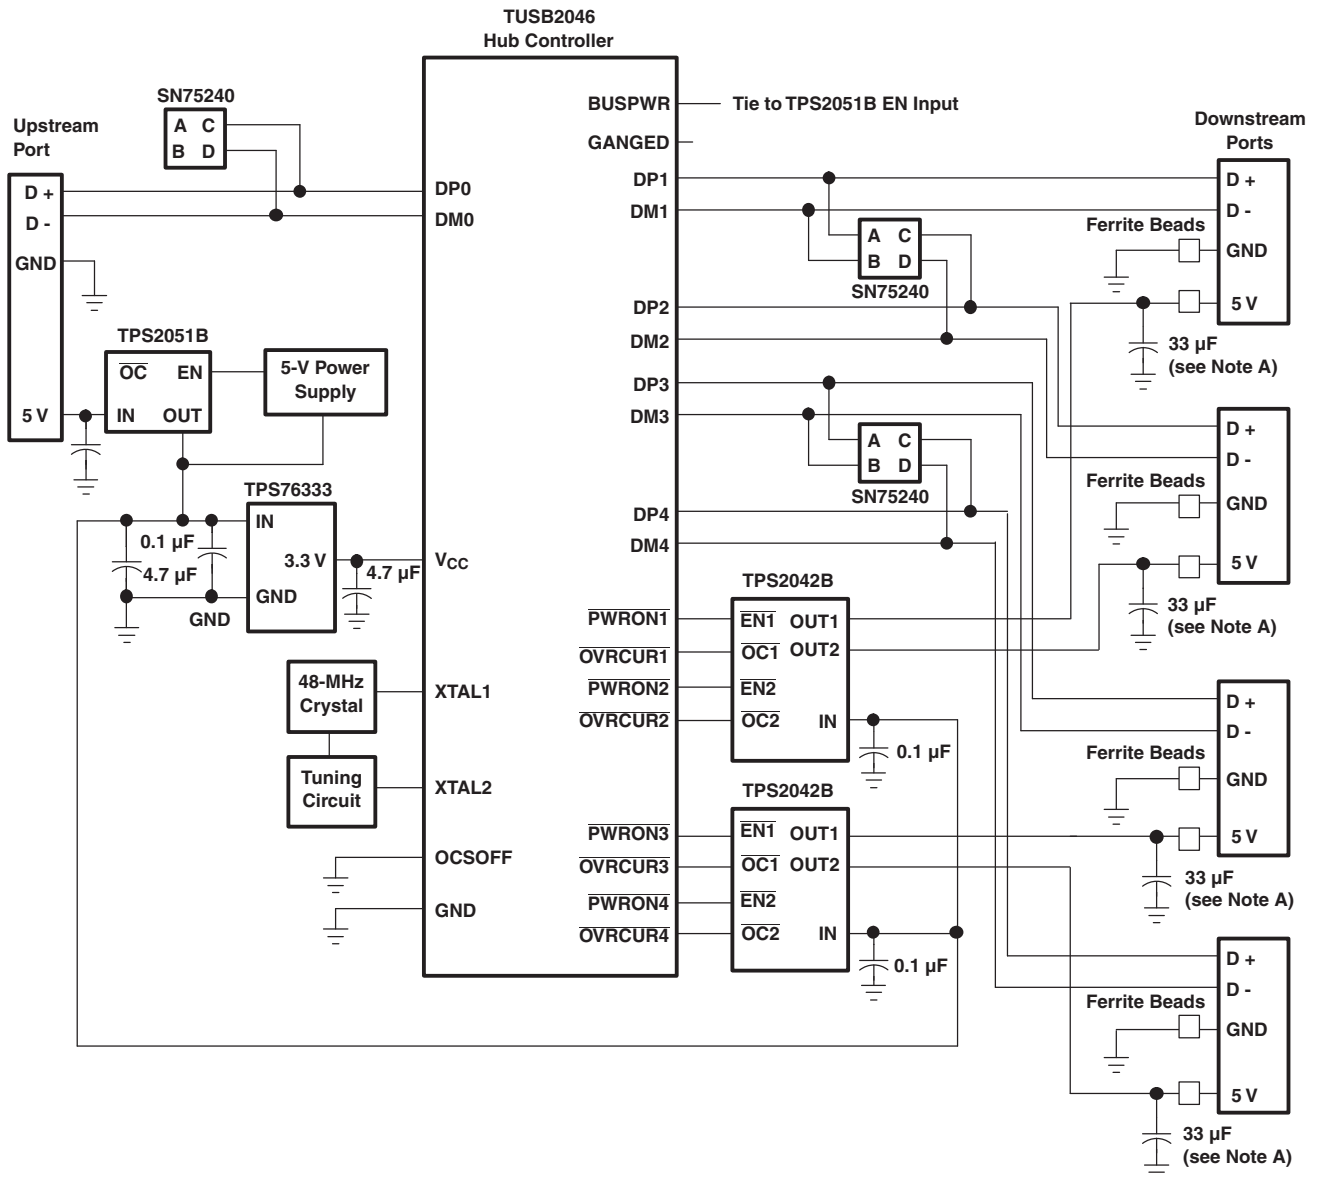 TUSB2046
Hub Controller
SN75240
A C
B D
Upstream
Port
D +
D -
GND
5 V
TPS2051B
OC EN
IN OUT
5-V Power
Supply
TPS76333
IN
3.3 V
GND
0.1 µF
4.7 µF
GND
4.7 µF
48-MHz
Crystal
Tuning
Circuit
DP0
DM0
VCC
XTAL1
XTAL2
OCSOFF
GND
BUSPWR
Tie to TPS2051B EN Input
GANGED
DP1
DM1
DP2
DM2
DP3
DM3
DP4
DM4
PWRON1
OVRCUR1
PWRON2
OVRCUR2
PWRON3
OVRCUR3
PWRON4
OVRCUR4
A C
B D
SN75240
A C
B D
SN75240
TPS2042B
EN1 OUT1
OC1 OUT2
EN2
OC2 IN
0.1 µF
TPS2042B
EN1 OUT1
OC1 OUT2
EN2
OC2 IN
0.1 µF
Downstream
Ports
D +
D -
Ferrite Beads
GND
5 V
33 µF
(see Note A)
D +
D -
Ferrite Beads
GND
5 V
33 µF
(see Note A)
D +
D -
Ferrite Beads
GND
5 V
33 µF
(see Note A)
D +
D -
Ferrite Beads
GND
5 V
33 µF
(see Note A)